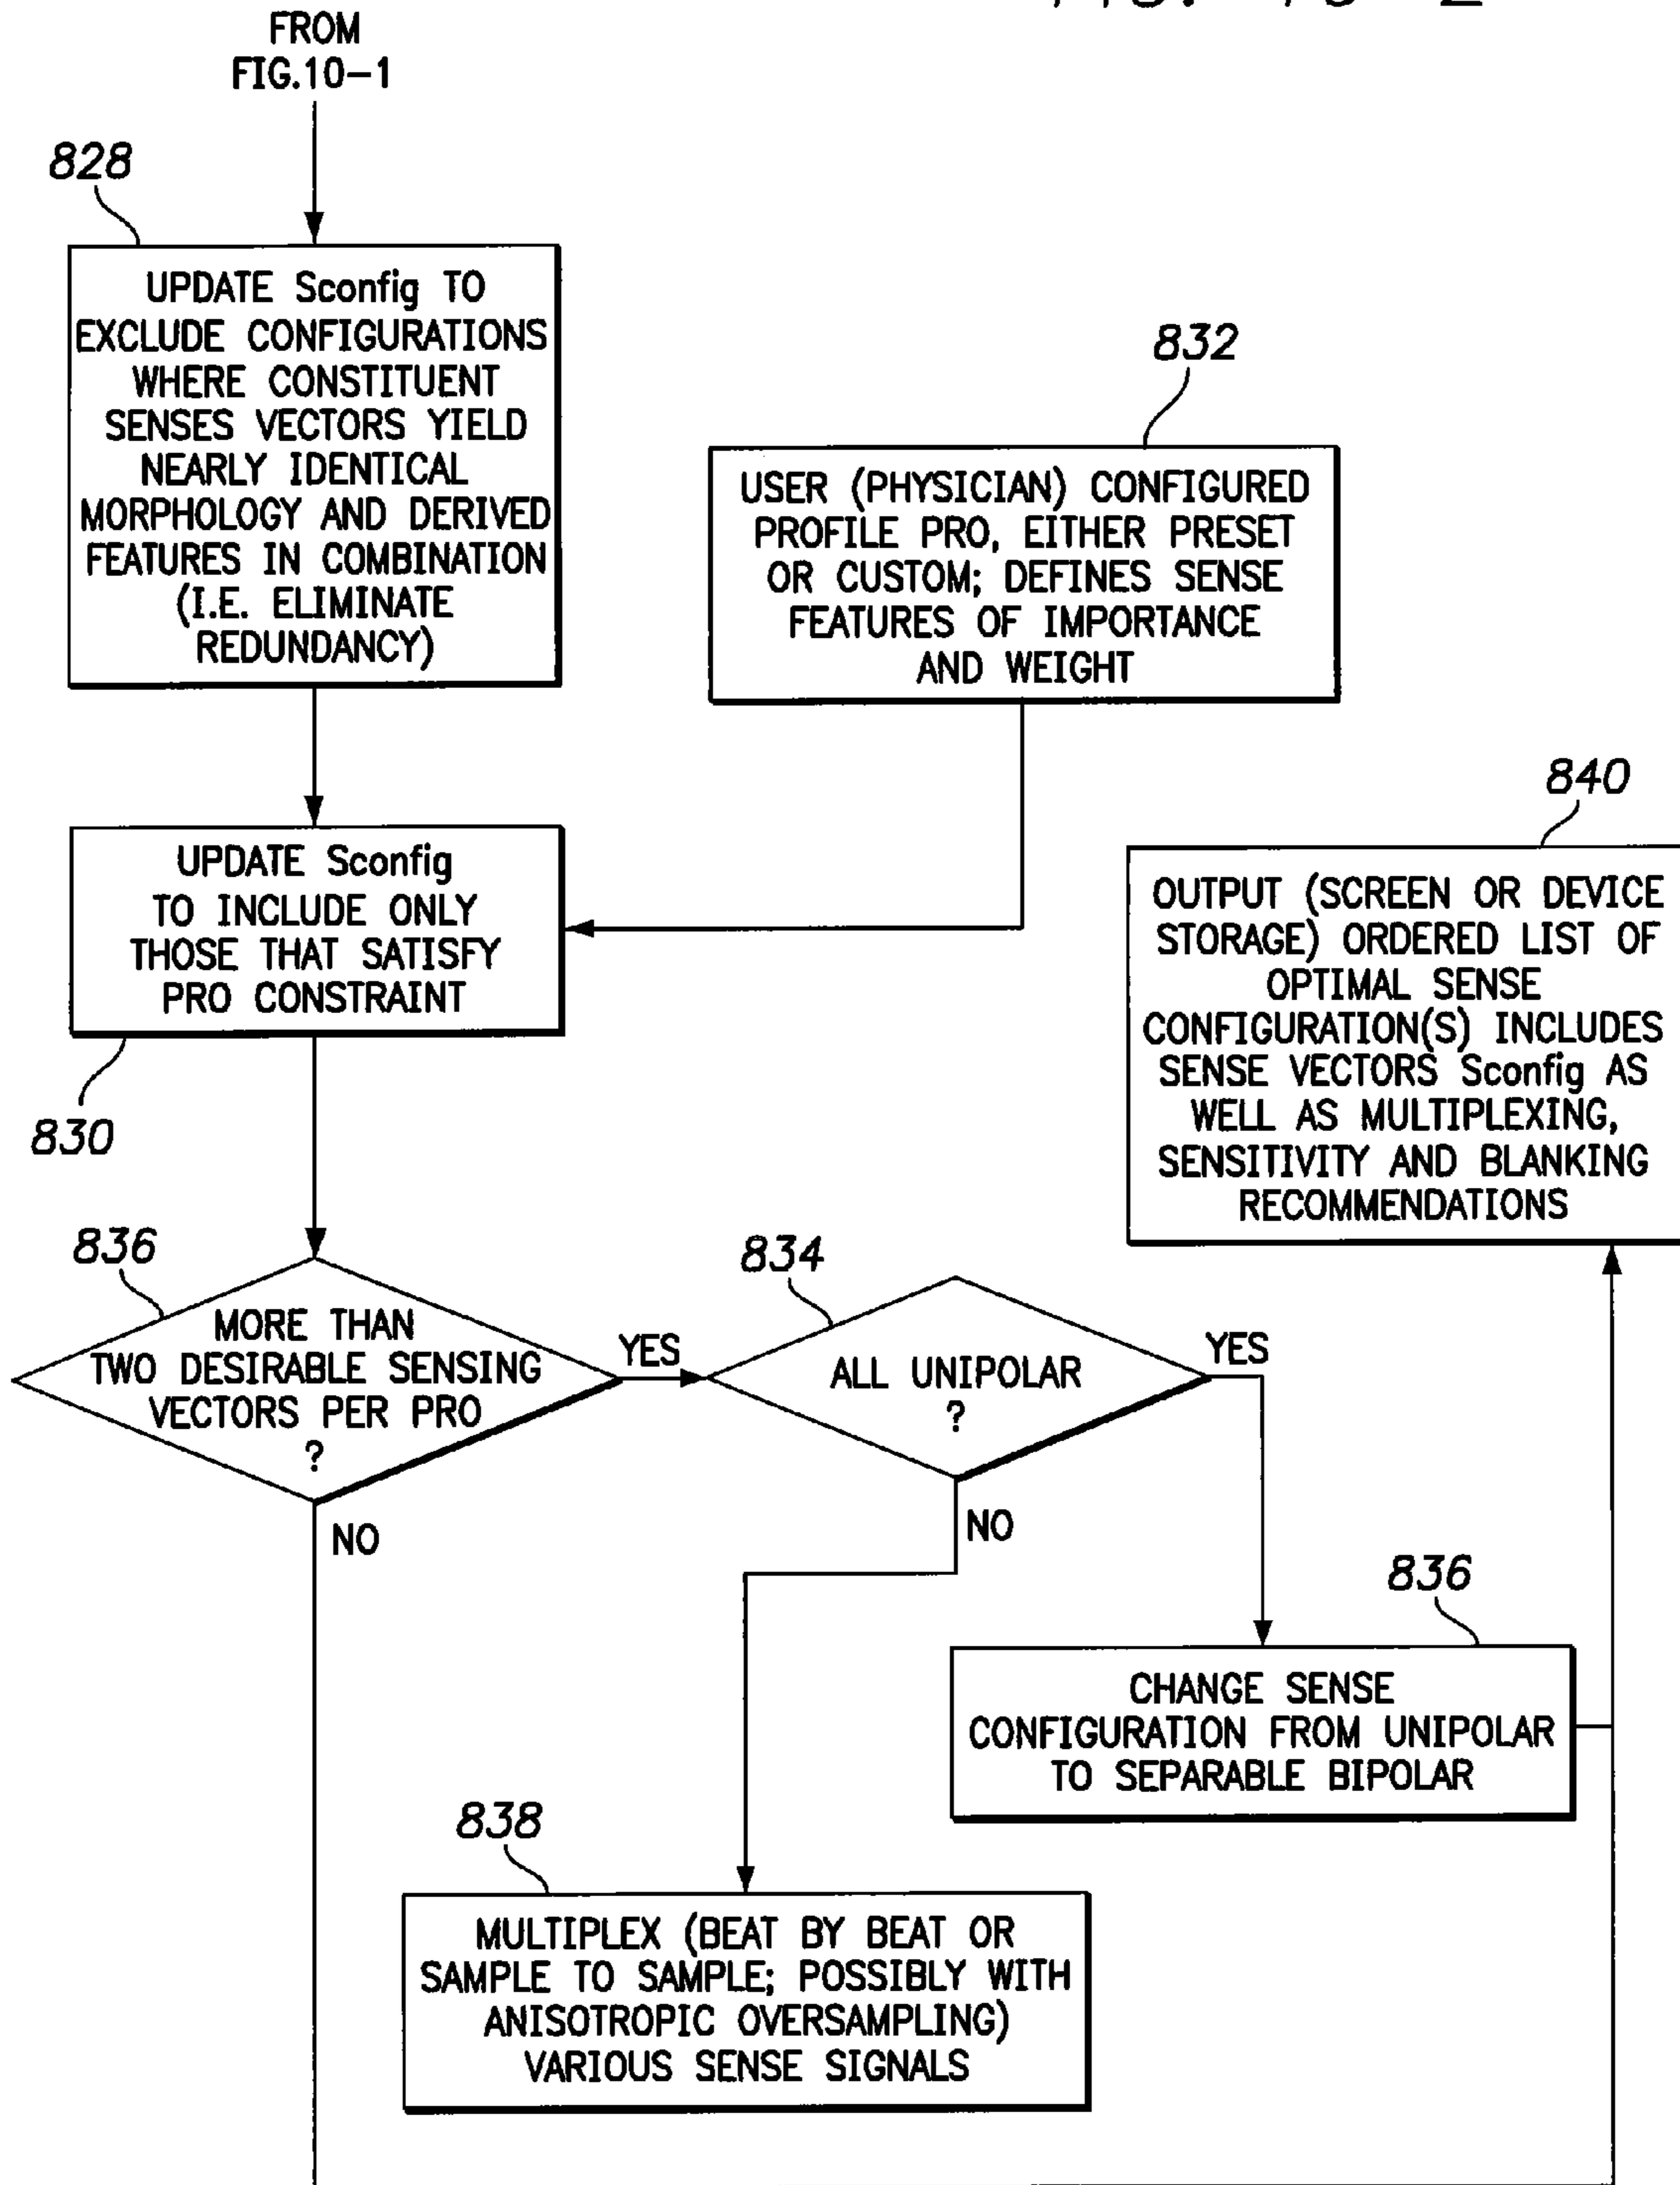 FROM
FIG.10-1
828
UPDATE Sconfig TO
EXCLUDE CONFIGURATIONS
WHERE CONSTITUENT
SENSES VECTORS YIELD
NEARLY IDENTICAL
MORPHOLOGY AND DERIVED
FEATURES IN COMBINATION
(I.E. ELIMINATE
REDUNDANCY)
832
USER (PHYSICIAN) CONFIGURED
PROFILE PRO, EITHER PRESET
OR CUSTOM; DEFINES SENSE
FEATURES OF IMPORTANCE
AND WEIGHT
UPDATE Sconfig
TO INCLUDE ONLY
THOSE THAT SATISFY
PRO CONSTRAINT
830
840
OUTPUT (SCREEN OR DEVICE
STORAGE) ORDERED LIST OF
OPTIMAL SENSE
CONFIGURATION(S) INCLUDES
SENSE VECTORS Sconfig AS
WELL AS MULTIPLEXING,
SENSITIVITY AND BLANKING
RECOMMENDATIONS
836
MORE THAN
TWO DESIRABLE SENSING
VECTORS PER PRO
?
YES
NO
834
ALL UNIPOLAR
?
YES
NO
836
CHANGE SENSE
CONFIGURATION FROM UNIPOLAR
TO SEPARABLE BIPOLAR
838
MULTIPLEX (BEAT BY BEAT OR
SAMPLE TO SAMPLE; POSSIBLY WITH
ANISOTROPIC OVERSAMPLING)
VARIOUS SENSE SIGNALS